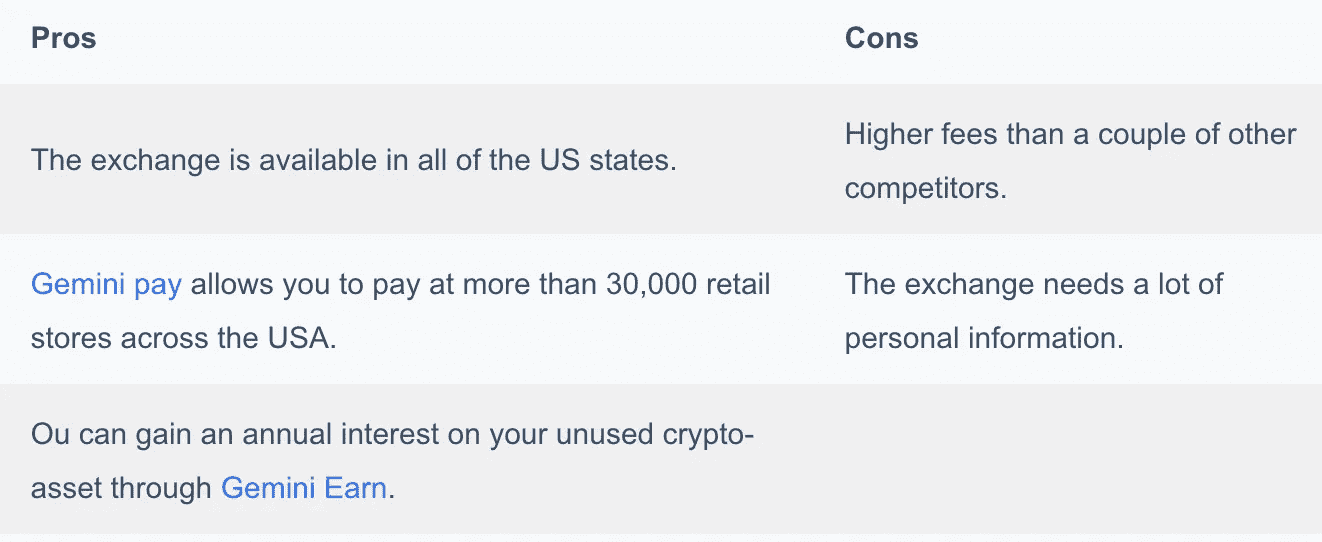 Pros
Cons
The exchange is available in all of the US states.
Higher fees than a couple of other
competitors.
Gemini pay allows you to pay at more than 30,000 retail
stores across the USA.
The exchange needs a lot of
personal information.
Ou can gain an annual interest on your unused crypto-
asset through Gemini Earn.